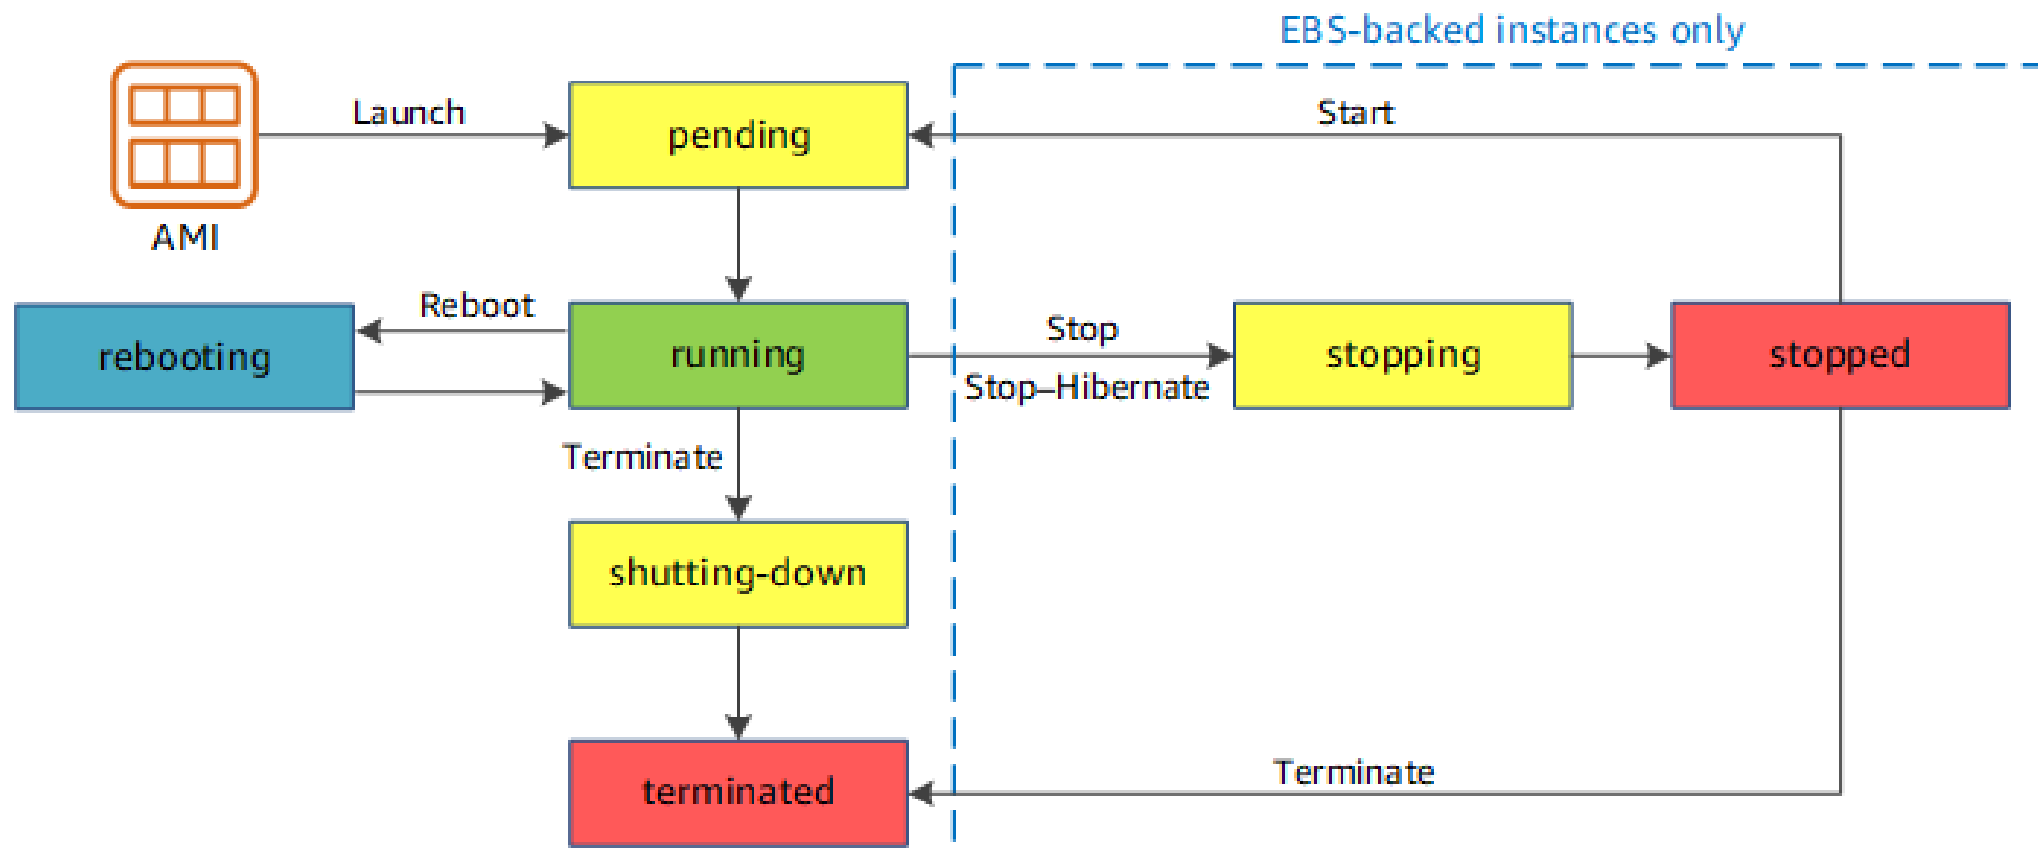 EBS-backed instances only
Launch
pending
Start
AMI
rebooting
Reboot
running
Stop
Stop–Hibernate
stopping
stopped
Terminate
shutting-down
terminated
Terminate